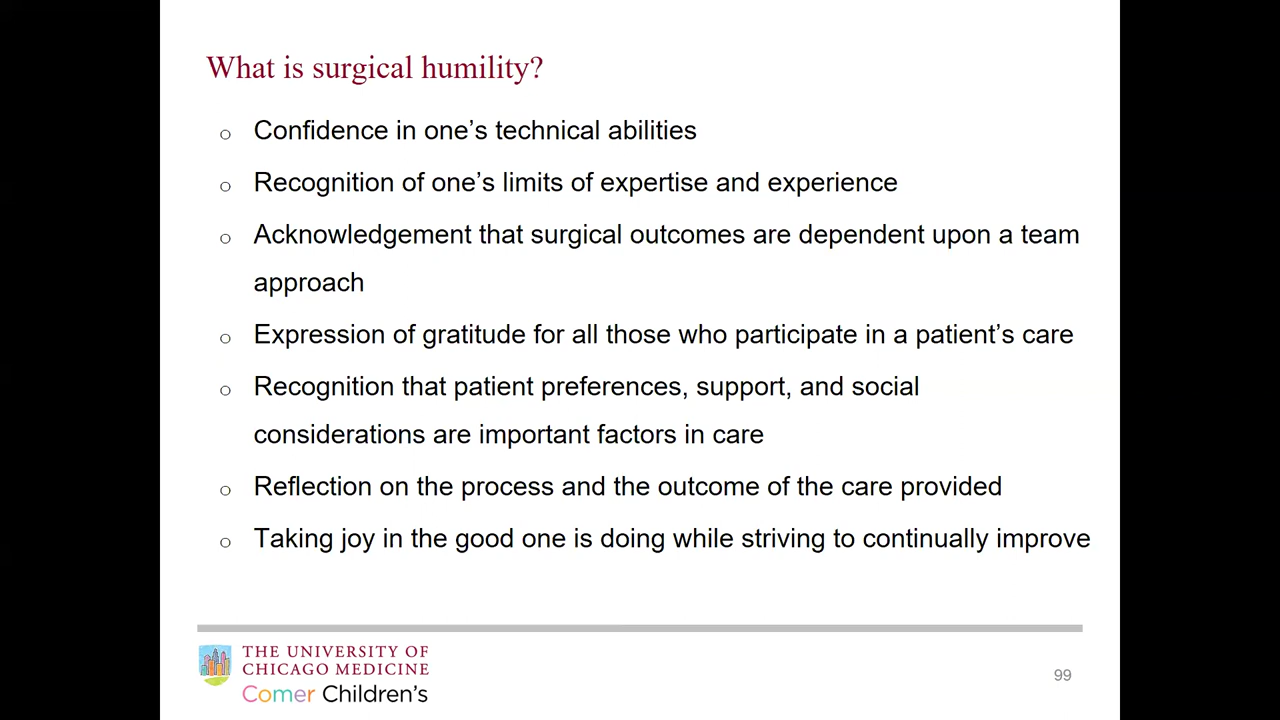 What is surgical humility?
○ Confidence in one’s technical abilities
○ Recognition of one’s limits of expertise and experience
○ Acknowledgement that surgical outcomes are dependent upon a team
approach
○ Expression of gratitude for all those who participate in a patient’s care
○ Recognition that patient preferences, support, and social
considerations are important factors in care
○ Reflection on the process and the outcome of the care provided
○ Taking joy in the good one is doing while striving to continually improve
THE UNIVERSITY OF
CHICAGO MEDICINE
Comer Children’s
99